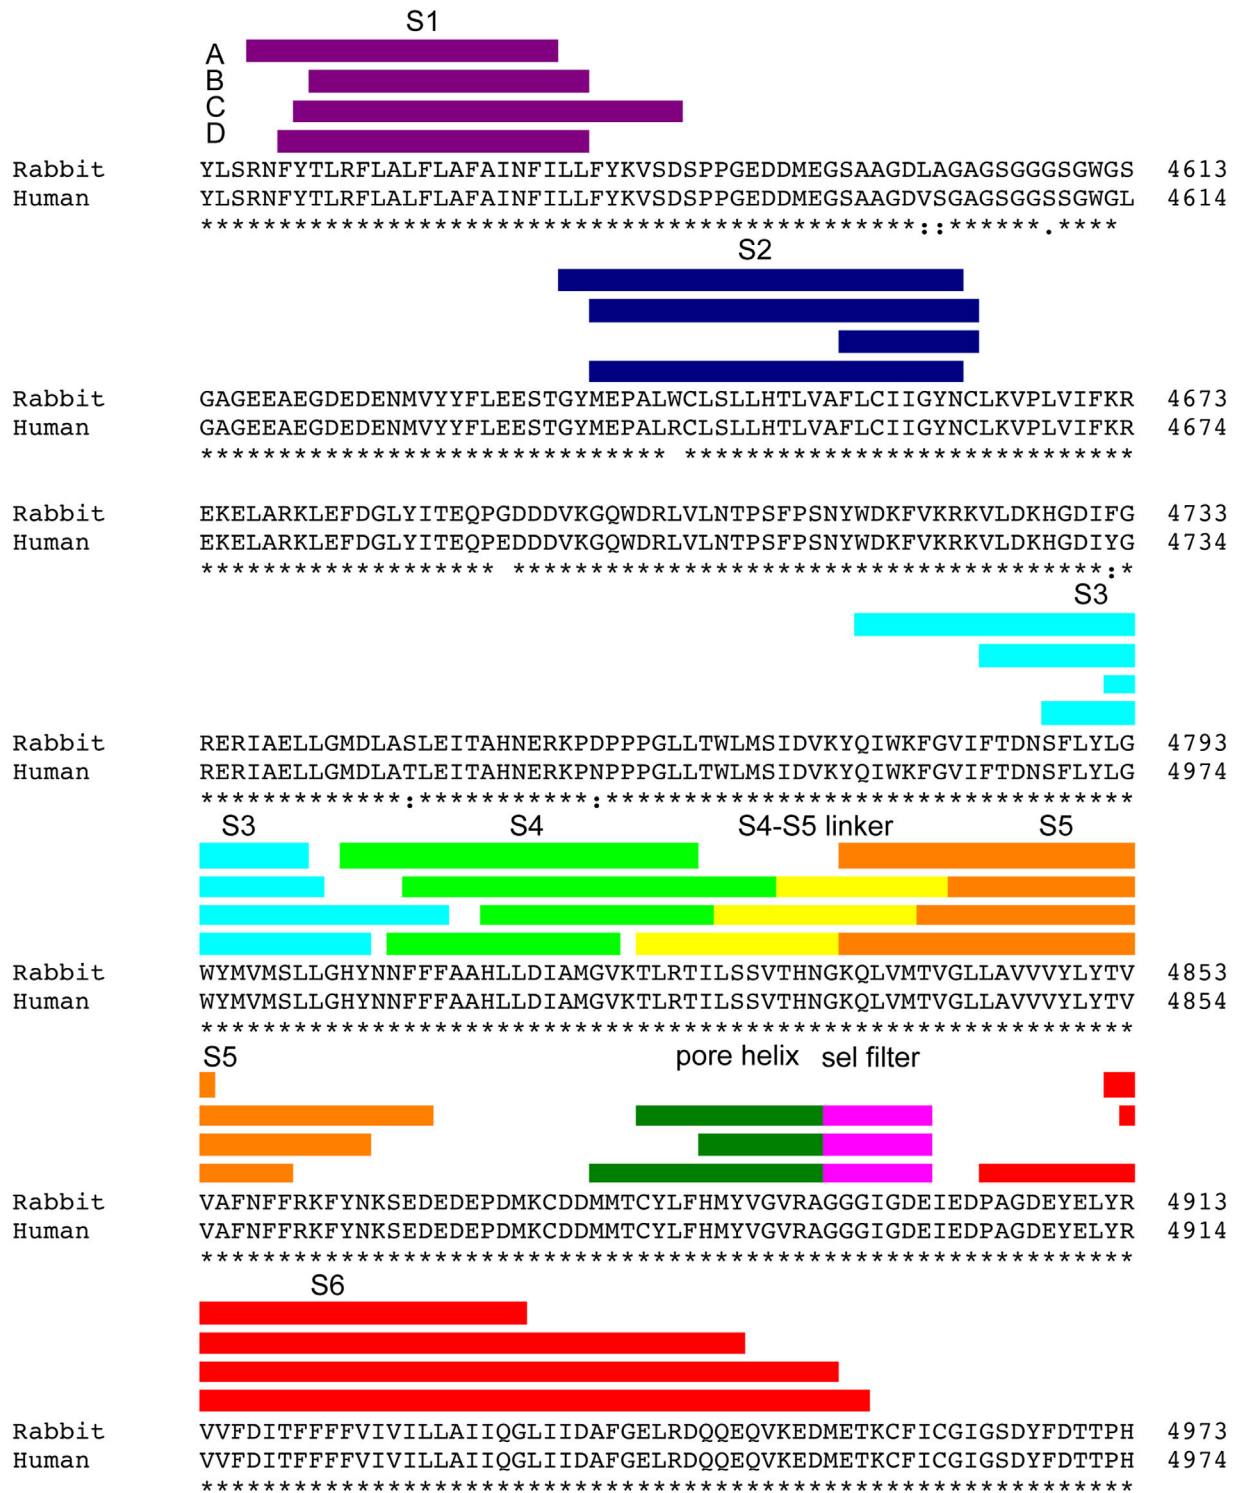 S1
A
B
C
D
Rabbit YLSRNFYTLRFLALFLAFAINFILLFYKVSDSPPGEDDMEGSAAGDLAGAGSGGGSGWGS 4613
Human YLSRNFYTLRFLALFLAFAINFILLFYKVSDSPPGEDDMEGSAAGDVSGAGSGGSSGWGL 4614
**********************************************::******.****
S2
Rabbit GAGEEAEGDEDENMVYYFLEESTGYMEPALWCLSLLHTLVAFLCIIGYNCLKVPLVIFKR 4673
Human GAGEEAEGDEDENMVYYFLEESTGYMEPALRCLSLLHTLVAFLCIIGYNCLKVPLVIFKR 4674
****************************** *****************************
Rabbit EKELARKLEFDGLYITEQPGDDDVKGQWDRLVLNTPSFPSNYWDKFVKRKVLDKHGDIFG 4733
Human EKELARKLEFDGLYITEQPEDDDVKGQWDRLVLNTPSFPSNYWDKFVKRKVLDKHGDIYG 4734
******************* **************************************:*
S3
Rabbit RERIAELLGMDLASLEITAHNERKPDPPPGLLTWLMSIDVKYQIWKFGVIFTDNSFLYLG 4793
Human RERIAELLGMDLATLEITAHNERKPNPPPGLLTWLMSIDVKYQIWKFGVIFTDNSFLYLG 4974
*************:***********:**********************************
S3 S4 S4-S5 linker S5
Rabbit WYMVMSLLGHYNNFFFAAHLLDIAMGVKTLRTILSSVTHNGKQLVMTVGLLAVVVYLYTV 4853
Human WYMVMSLLGHYNNFFFAAHLLDIAMGVKTLRTILSSVTHNGKQLVMTVGLLAVVVYLYTV 4854
************************************************************
S5 pore helix sel filter
Rabbit VAFNFFRKFYNKSEDEDEPDMKCDDMMTCYLFHMYVGVRAGGGIGDEIEDPAGDEYELYR 4913
Human VAFNFFRKFYNKSEDEDEPDMKCDDMMTCYLFHMYVGVRAGGGIGDEIEDPAGDEYELYR 4914
************************************************************
S6
Rabbit VVFDITFFFFVIVILLAIIQGLIIDAFGELRDQQEQVKEDMETKCFICGIGSDYFDTTPH 4973
Human VVFDITFFFFVIVILLAIIQGLIIDAFGELRDQQEQVKEDMETKCFICGIGSDYFDTTPH 4974
************************************************************